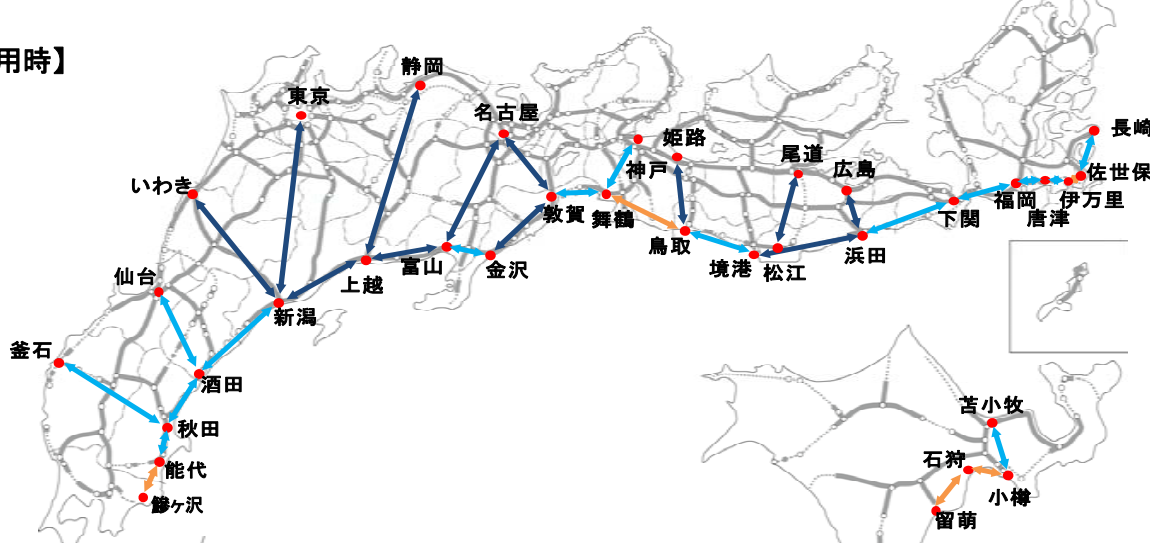 用時】
静岡
東京
名古屋
姫路
神戸
尾道
広島
長崎
いわき
佐世保
伊万里
福岡
唐津
下関
敦賀
舞鶴
鳥取
境港
松江
浜田
富山
金沢
上越
仙台
新潟
釜石
酒田
秋田
能代
鰺ヶ沢
苫小牧
石狩
小樽
留萌